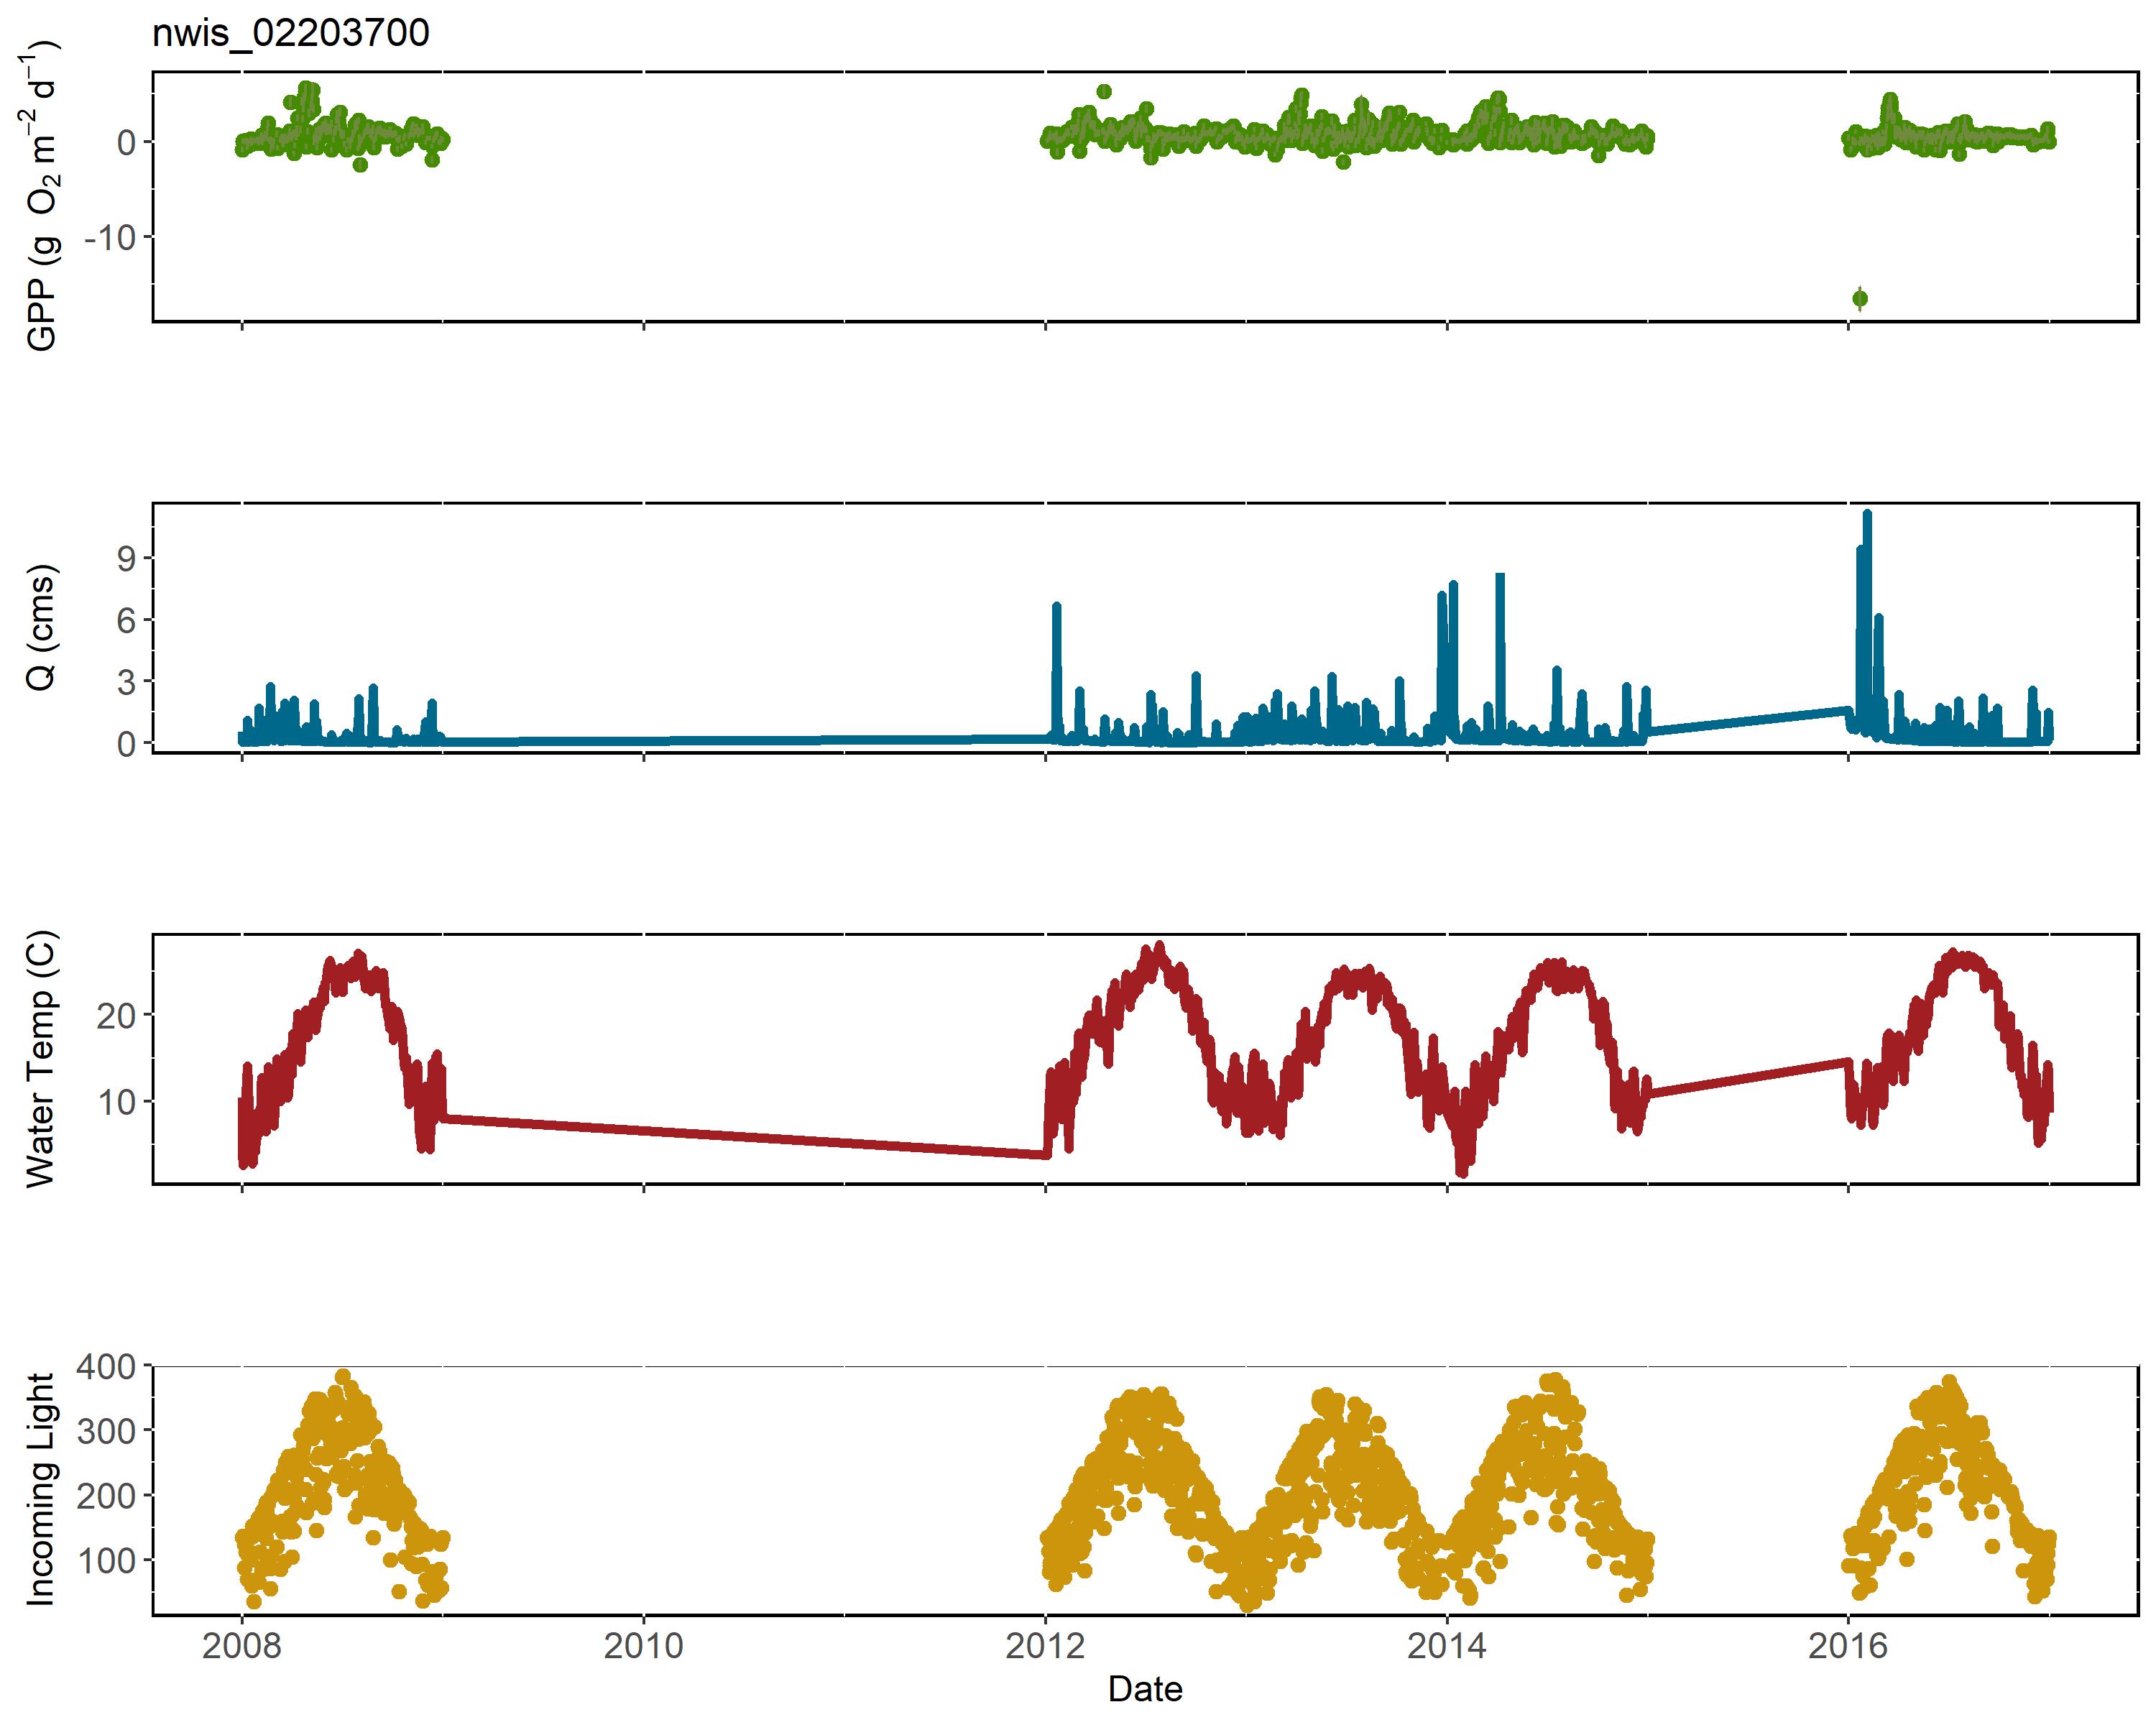 nwis_02203700
GPP (g O₂ m⁻² d⁻¹)
0
-10
Q (cms)
9
6
3
0
Water Temp (C)
20
10
Incoming Light
400
300
200
100
2008 2010 2012 2014 2016
Date